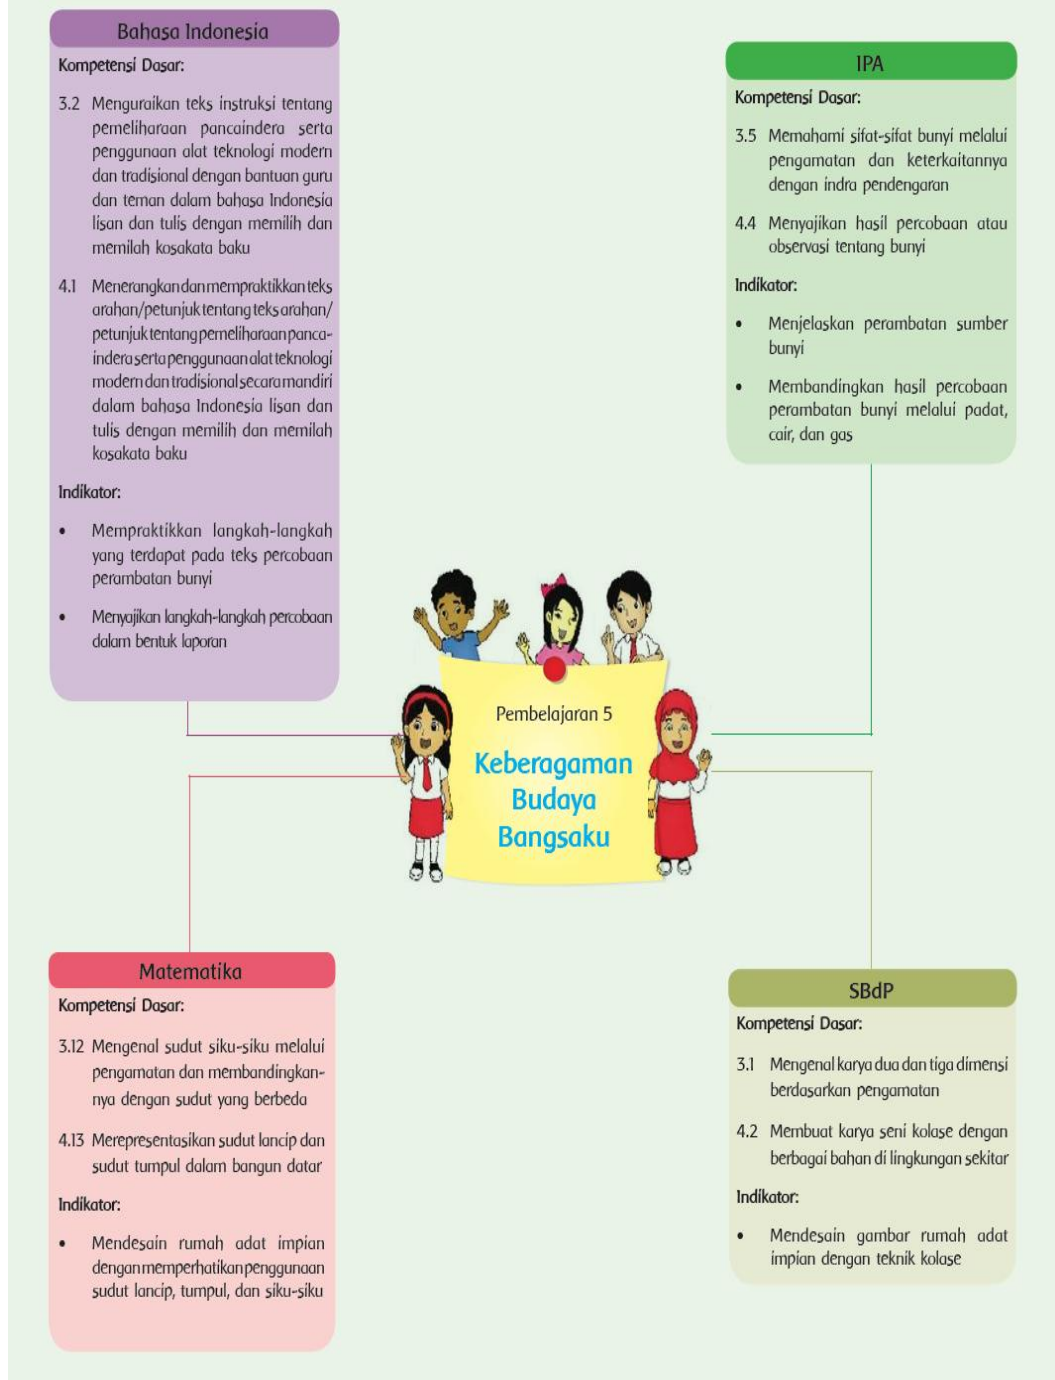 Bahasa Indonesia
Kompetensi Dasar:
3.2 Menguraikan teks instruksi tentang
pemeliharaan pancaindera serta
penggunaan alat teknologi modern
dan tradisional dengan bantuan guru
dan teman dalam bahasa Indonesia
lisan dan tulis dengan memilih dan
memilah kosakata baku
4.1 Menerangkan dan mempraktikkan teks
arahan/petunjuk tentang teks arahan/
petunjuk tentang pemeliharaan panca-
indera serta penggunaan alat teknologi
modern dan tradisional secara mandiri
dalam bahasa Indonesia lisan dan
tulis dengan memilih dan memilah
kosakata baku
Indikator:
• Mempraktikkan langkah-langkah
yang terdapat pada teks percobaan
perambatan bunyi
• Menyajikan langkah-langkah percobaan
dalam bentuk laporan
IPA
Kompetensi Dasar:
3.5 Memahami sifat-sifat bunyi melalui
pengamatan dan keterkaitannya
dengan indra pendengaran
4.4 Menyajikan hasil percobaan atau
observasi tentang bunyi
Indikator:
• Menjelaskan perambatan sumber
bunyi
• Membandingkan hasil percobaan
perambatan bunyi melalui padat,
cair, dan gas
Pembelajaran 5
Keberagaman
Budaya
Bangsaku
Matematika
Kompetensi Dasar:
3.12 Mengenal sudut siku-siku melalui
pengamatan dan membandingkan-
nya dengan sudut yang berbeda
4.13 Merepresentasikan sudut lancip dan
sudut tumpul dalam bangun datar
Indikator:
• Mendesain rumah adat impian
dengan memperhatikan penggunaan
sudut lancip, tumpul, dan siku-siku
SBdP
Kompetensi Dasar:
3.1 Mengenal karya dua dan tiga dimensi
berdasarkan pengamatan
4.2 Membuat karya seni kolase dengan
berbagai bahan di lingkungan sekitar
Indikator:
• Mendesain gambar rumah adat
impian dengan teknik kolase